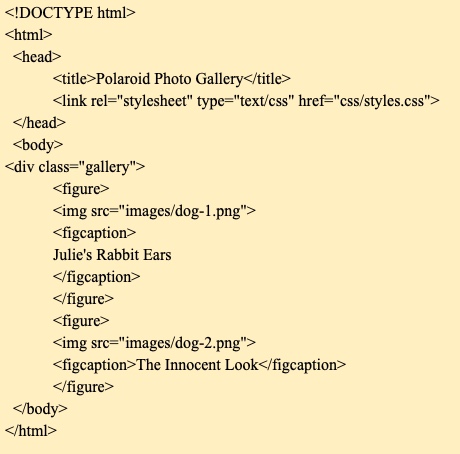 <!DOCTYPE html>
<html>
<head>
<title>Polaroid Photo Gallery</title>
<link rel="stylesheet" type="text/css" href="css/styles.css">
</head>
<body>
<div class="gallery">
<figure>
<img src="images/dog-1.png">
<figcaption>
Julie's Rabbit Ears
</figcaption>
</figure>
<figure>
<img src="images/dog-2.png">
<figcaption>The Innocent Look</figcaption>
</figure>
</body>
</html>